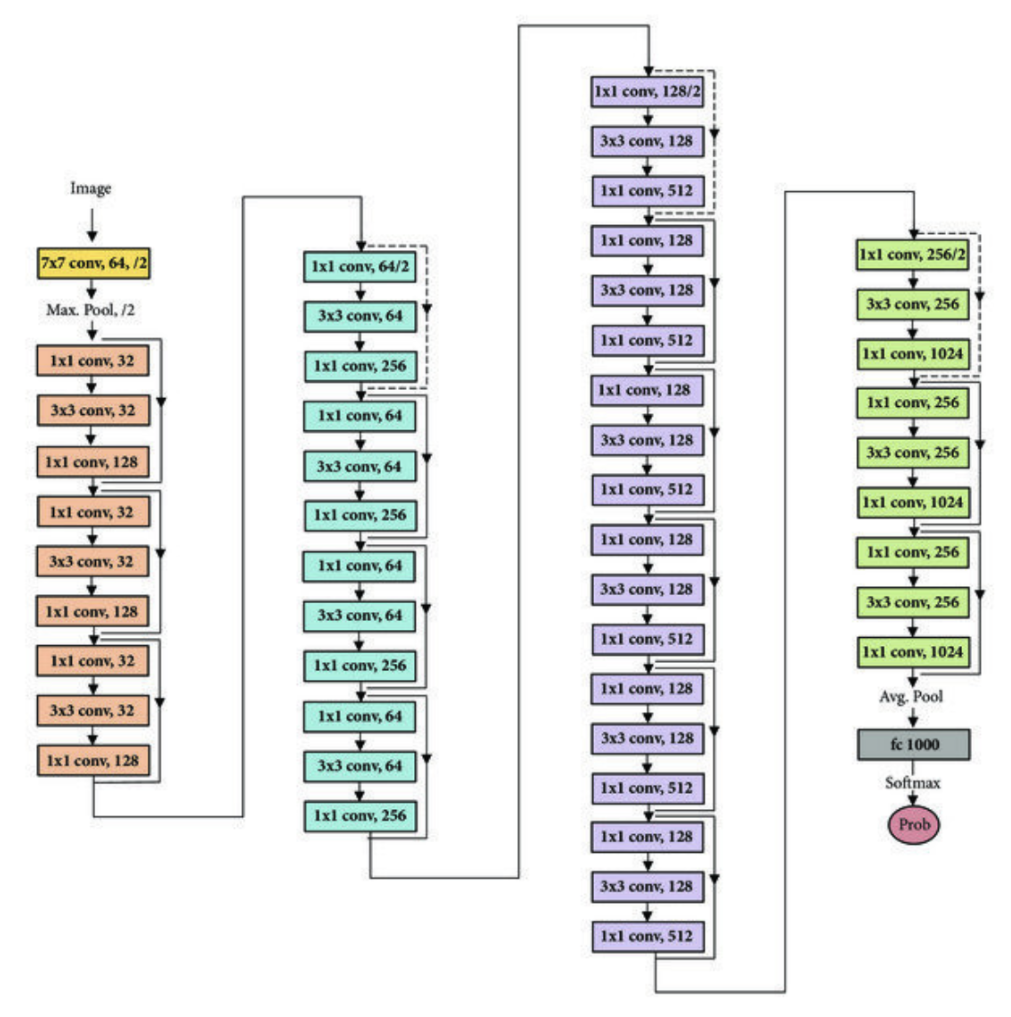 Image
7x7 conv, 64, /2
Max. Pool, /2
1x1 conv, 32
3x3 conv, 32
1x1 conv, 128
1x1 conv, 32
3x3 conv, 32
1x1 conv, 128
1x1 conv, 32
3x3 conv, 32
1x1 conv, 128
1x1 conv, 64/2
3x3 conv, 64
1x1 conv, 256
1x1 conv, 64
3x3 conv, 64
1x1 conv, 256
1x1 conv, 64
3x3 conv, 64
1x1 conv, 256
1x1 conv, 64
3x3 conv, 64
1x1 conv, 256
1x1 conv, 128/2
3x3 conv, 128
1x1 conv, 512
1x1 conv, 128
3x3 conv, 128
1x1 conv, 512
1x1 conv, 128
3x3 conv, 128
1x1 conv, 512
1x1 conv, 128
3x3 conv, 128
1x1 conv, 512
1x1 conv, 128
3x3 conv, 128
1x1 conv, 512
1x1 conv, 128
3x3 conv, 128
1x1 conv, 512
1x1 conv, 256/2
3x3 conv, 256
1x1 conv, 1024
1x1 conv, 256
3x3 conv, 256
1x1 conv, 1024
1x1 conv, 256
3x3 conv, 256
1x1 conv, 1024
Avg. Pool
fc 1000
Softmax
Prob